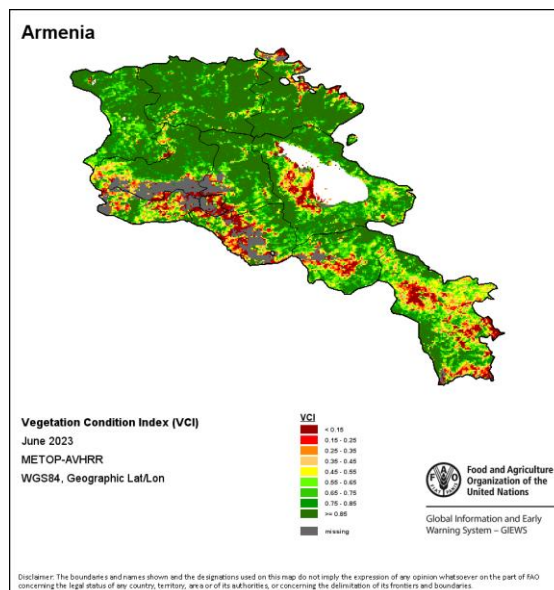 Armenia
Vegetation Condition Index (VCI)
June 2023
METOP-AVHRR
WGS84, Geographic Lat/Lon
VCI
< 0.15
0.15 - 0.25
0.25 - 0.35
0.35 - 0.45
0.45 - 0.55
0.55 - 0.65
0.65 - 0.75
0.75 - 0.85
>= 0.85
missing
FAO
Food and Agriculture
Organization of the
United Nations
Global Information and Early
Warning System – GIEWS
Disclaimer: The boundaries and names shown and the designations used on this map do not imply the expression of any opinion whatsoever on the part of FAO
concerning the legal status of any country, territory, area or of its authorities, or concerning the delimitation of its frontiers and boundaries.